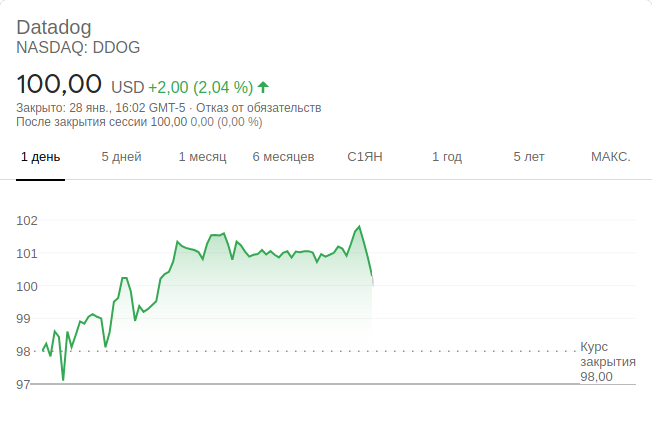 Datadog
NASDAQ: DDOG
100,00 USD +2,00 (2,04 %)
Закрыто: 28 янв., 16:02 GMT-5 · Отказ от обязательств
После закрытия сессии 100,00 0,00 (0,00 %)
1 день 5 дней 1 месяц 6 месяцев С1ЯН 1 год 5 лет МАКС.
102
101
100
99
98
97
Курс
закрытия
98,00